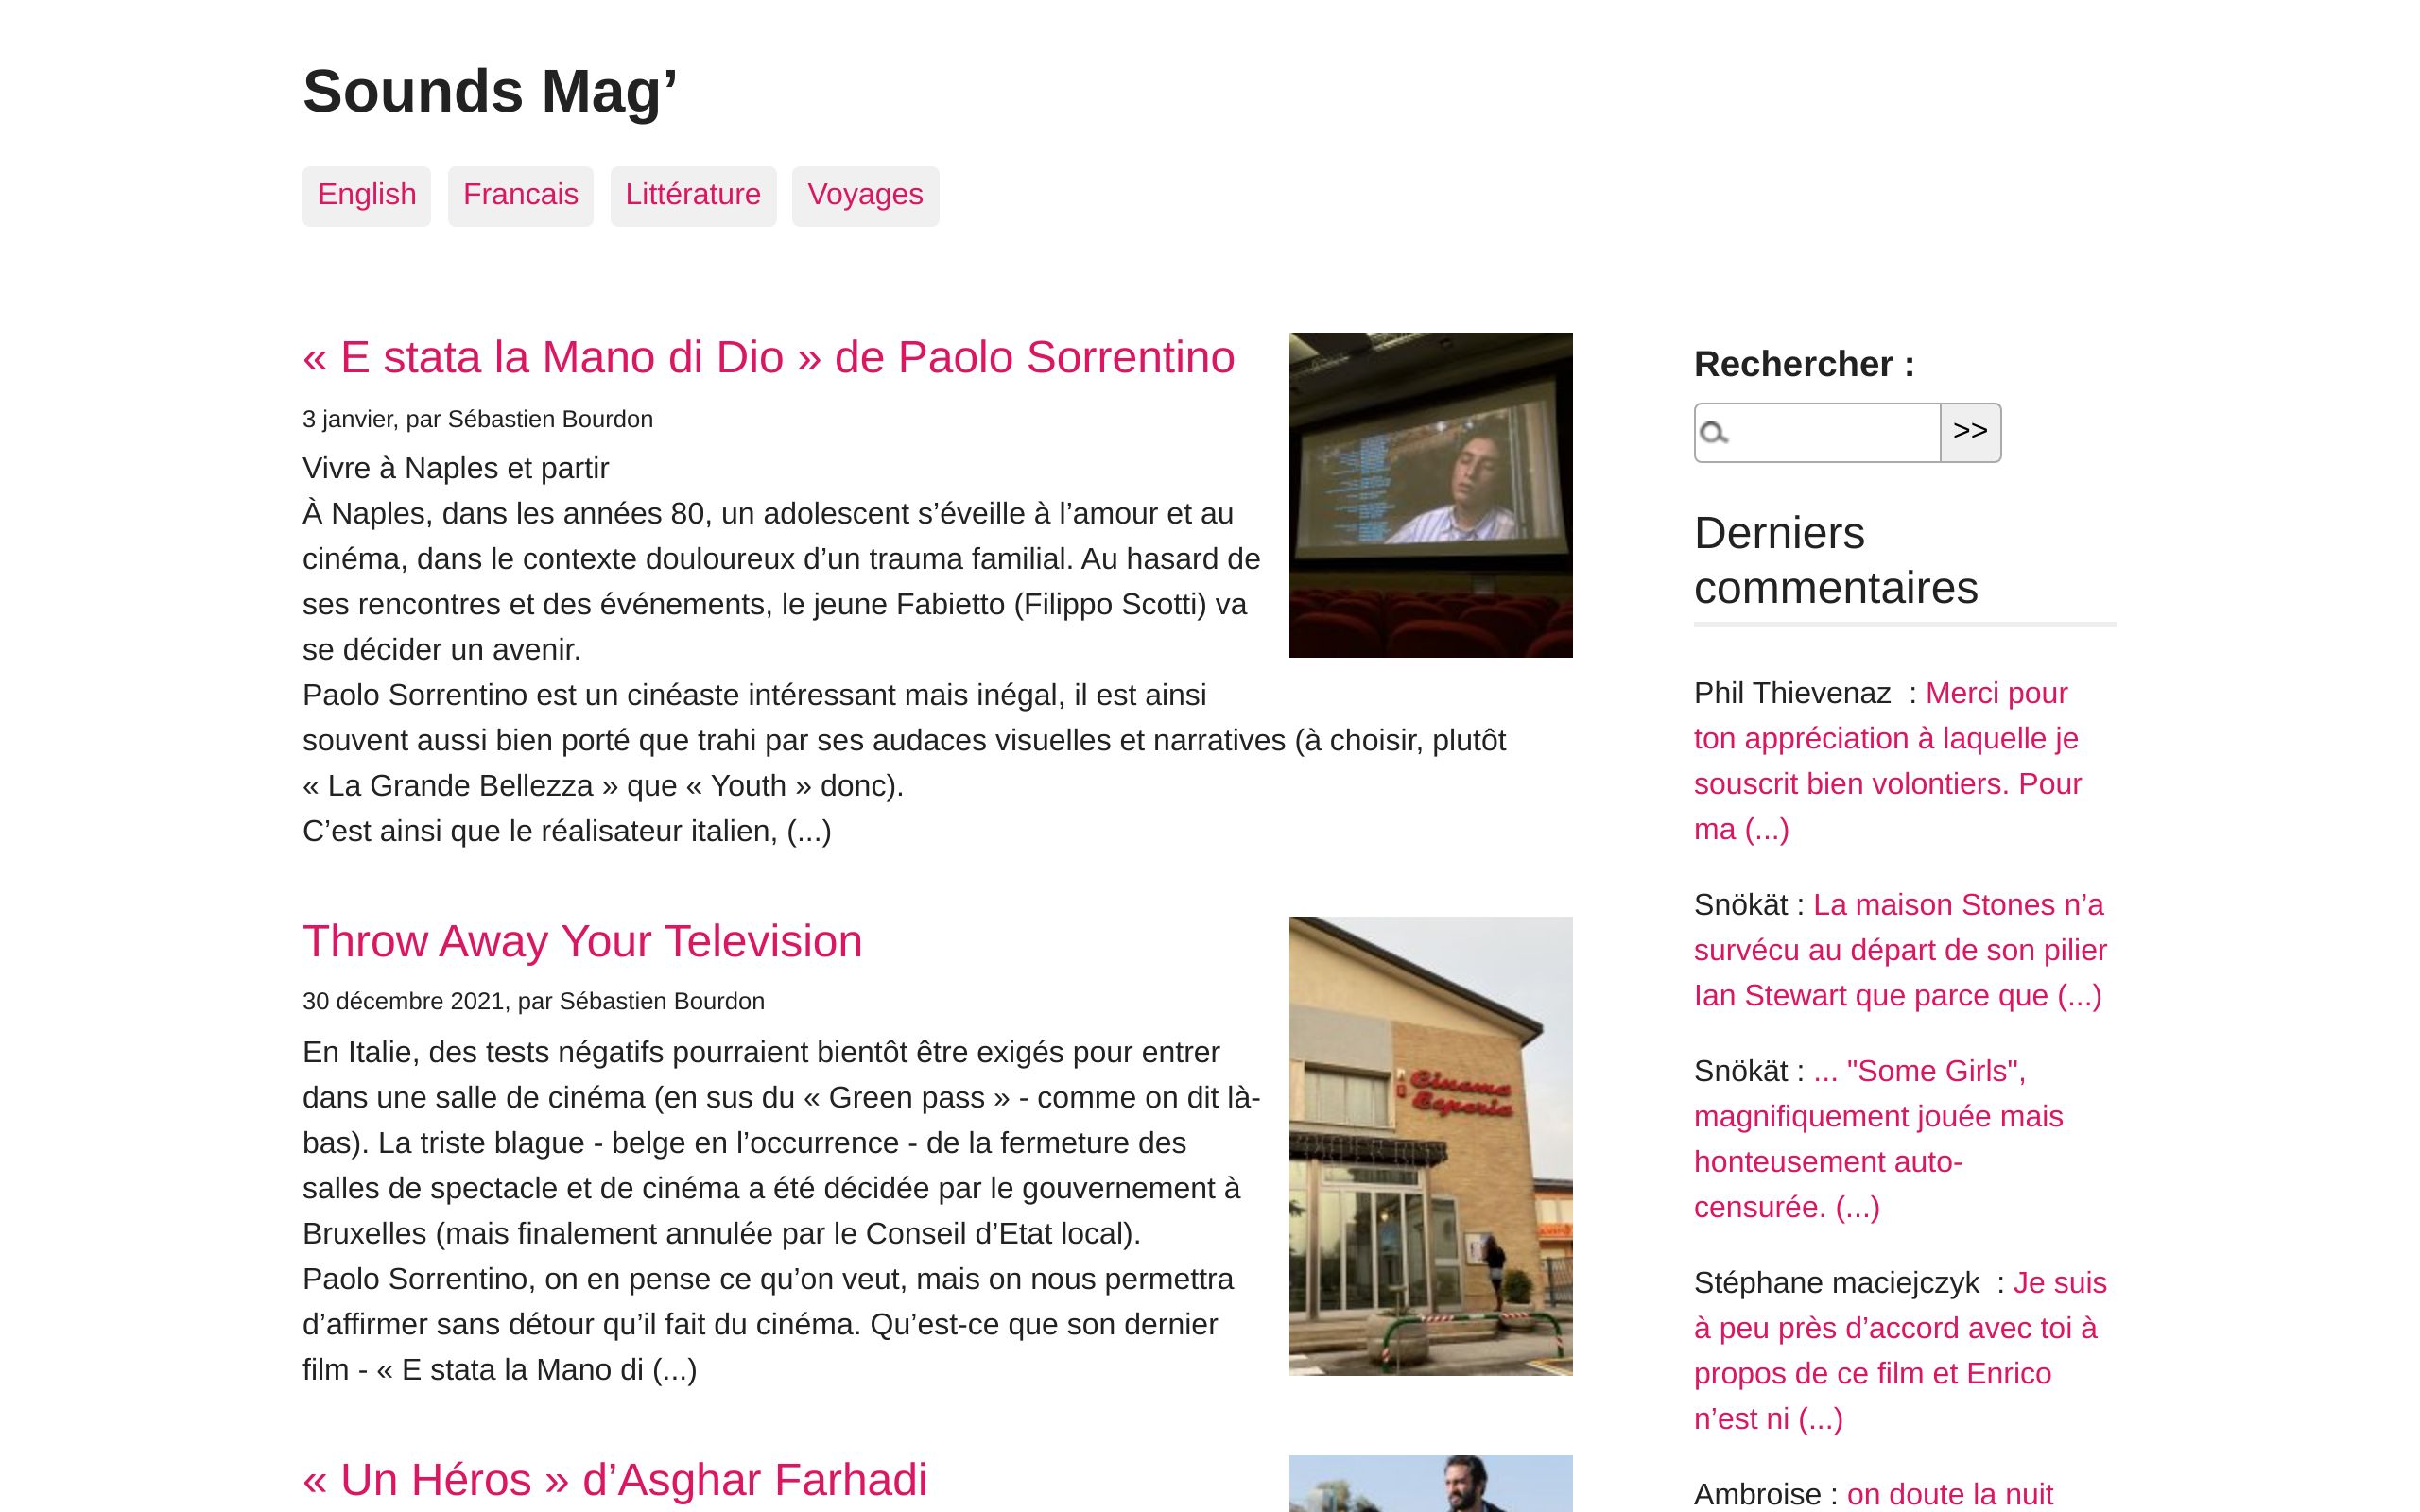 Sounds Mag’
English Francais Littérature Voyages
« E stata la Mano di Dio » de Paolo Sorrentino
3 janvier, par Sébastien Bourdon
Vivre à Naples et partir
À Naples, dans les années 80, un adolescent s’éveille à l’amour et au
cinéma, dans le contexte douloureux d’un trauma familial. Au hasard de
ses rencontres et des événements, le jeune Fabietto (Filippo Scotti) va
se décider un avenir.
Paolo Sorrentino est un cinéaste intéressant mais inégal, il est ainsi
souvent aussi bien porté que trahi par ses audaces visuelles et narratives (à choisir, plutôt
« La Grande Bellezza » que « Youth » donc).
C’est ainsi que le réalisateur italien, (...)
Throw Away Your Television
30 décembre 2021, par Sébastien Bourdon
En Italie, des tests négatifs pourraient bientôt être exigés pour entrer
dans une salle de cinéma (en sus du « Green pass » - comme on dit là-
bas). La triste blague - belge en l’occurrence - de la fermeture des
salles de spectacle et de cinéma a été décidée par le gouvernement à
Bruxelles (mais finalement annulée par le Conseil d’Etat local).
Paolo Sorrentino, on en pense ce qu’on veut, mais on nous permettra
d’affirmer sans détour qu’il fait du cinéma. Qu’est-ce que son dernier
film - « E stata la Mano di (...)
Cinema
Esperia
« Un Héros » d’Asghar Farhadi
Rechercher :
>>
Derniers
commentaires
Phil Thievenaz  : Merci pour
ton appréciation à laquelle je
souscrit bien volontiers. Pour
ma (...)
Snökät : La maison Stones n’a
survécu au départ de son pilier
Ian Stewart que parce que (...)
Snökät : ... "Some Girls",
magnifiquement jouée mais
honteusement auto-
censurée. (...)
Stéphane maciejczyk  : Je suis
à peu près d’accord avec toi à
propos de ce film et Enrico
n’est ni (...)
Ambroise : on doute la nuit